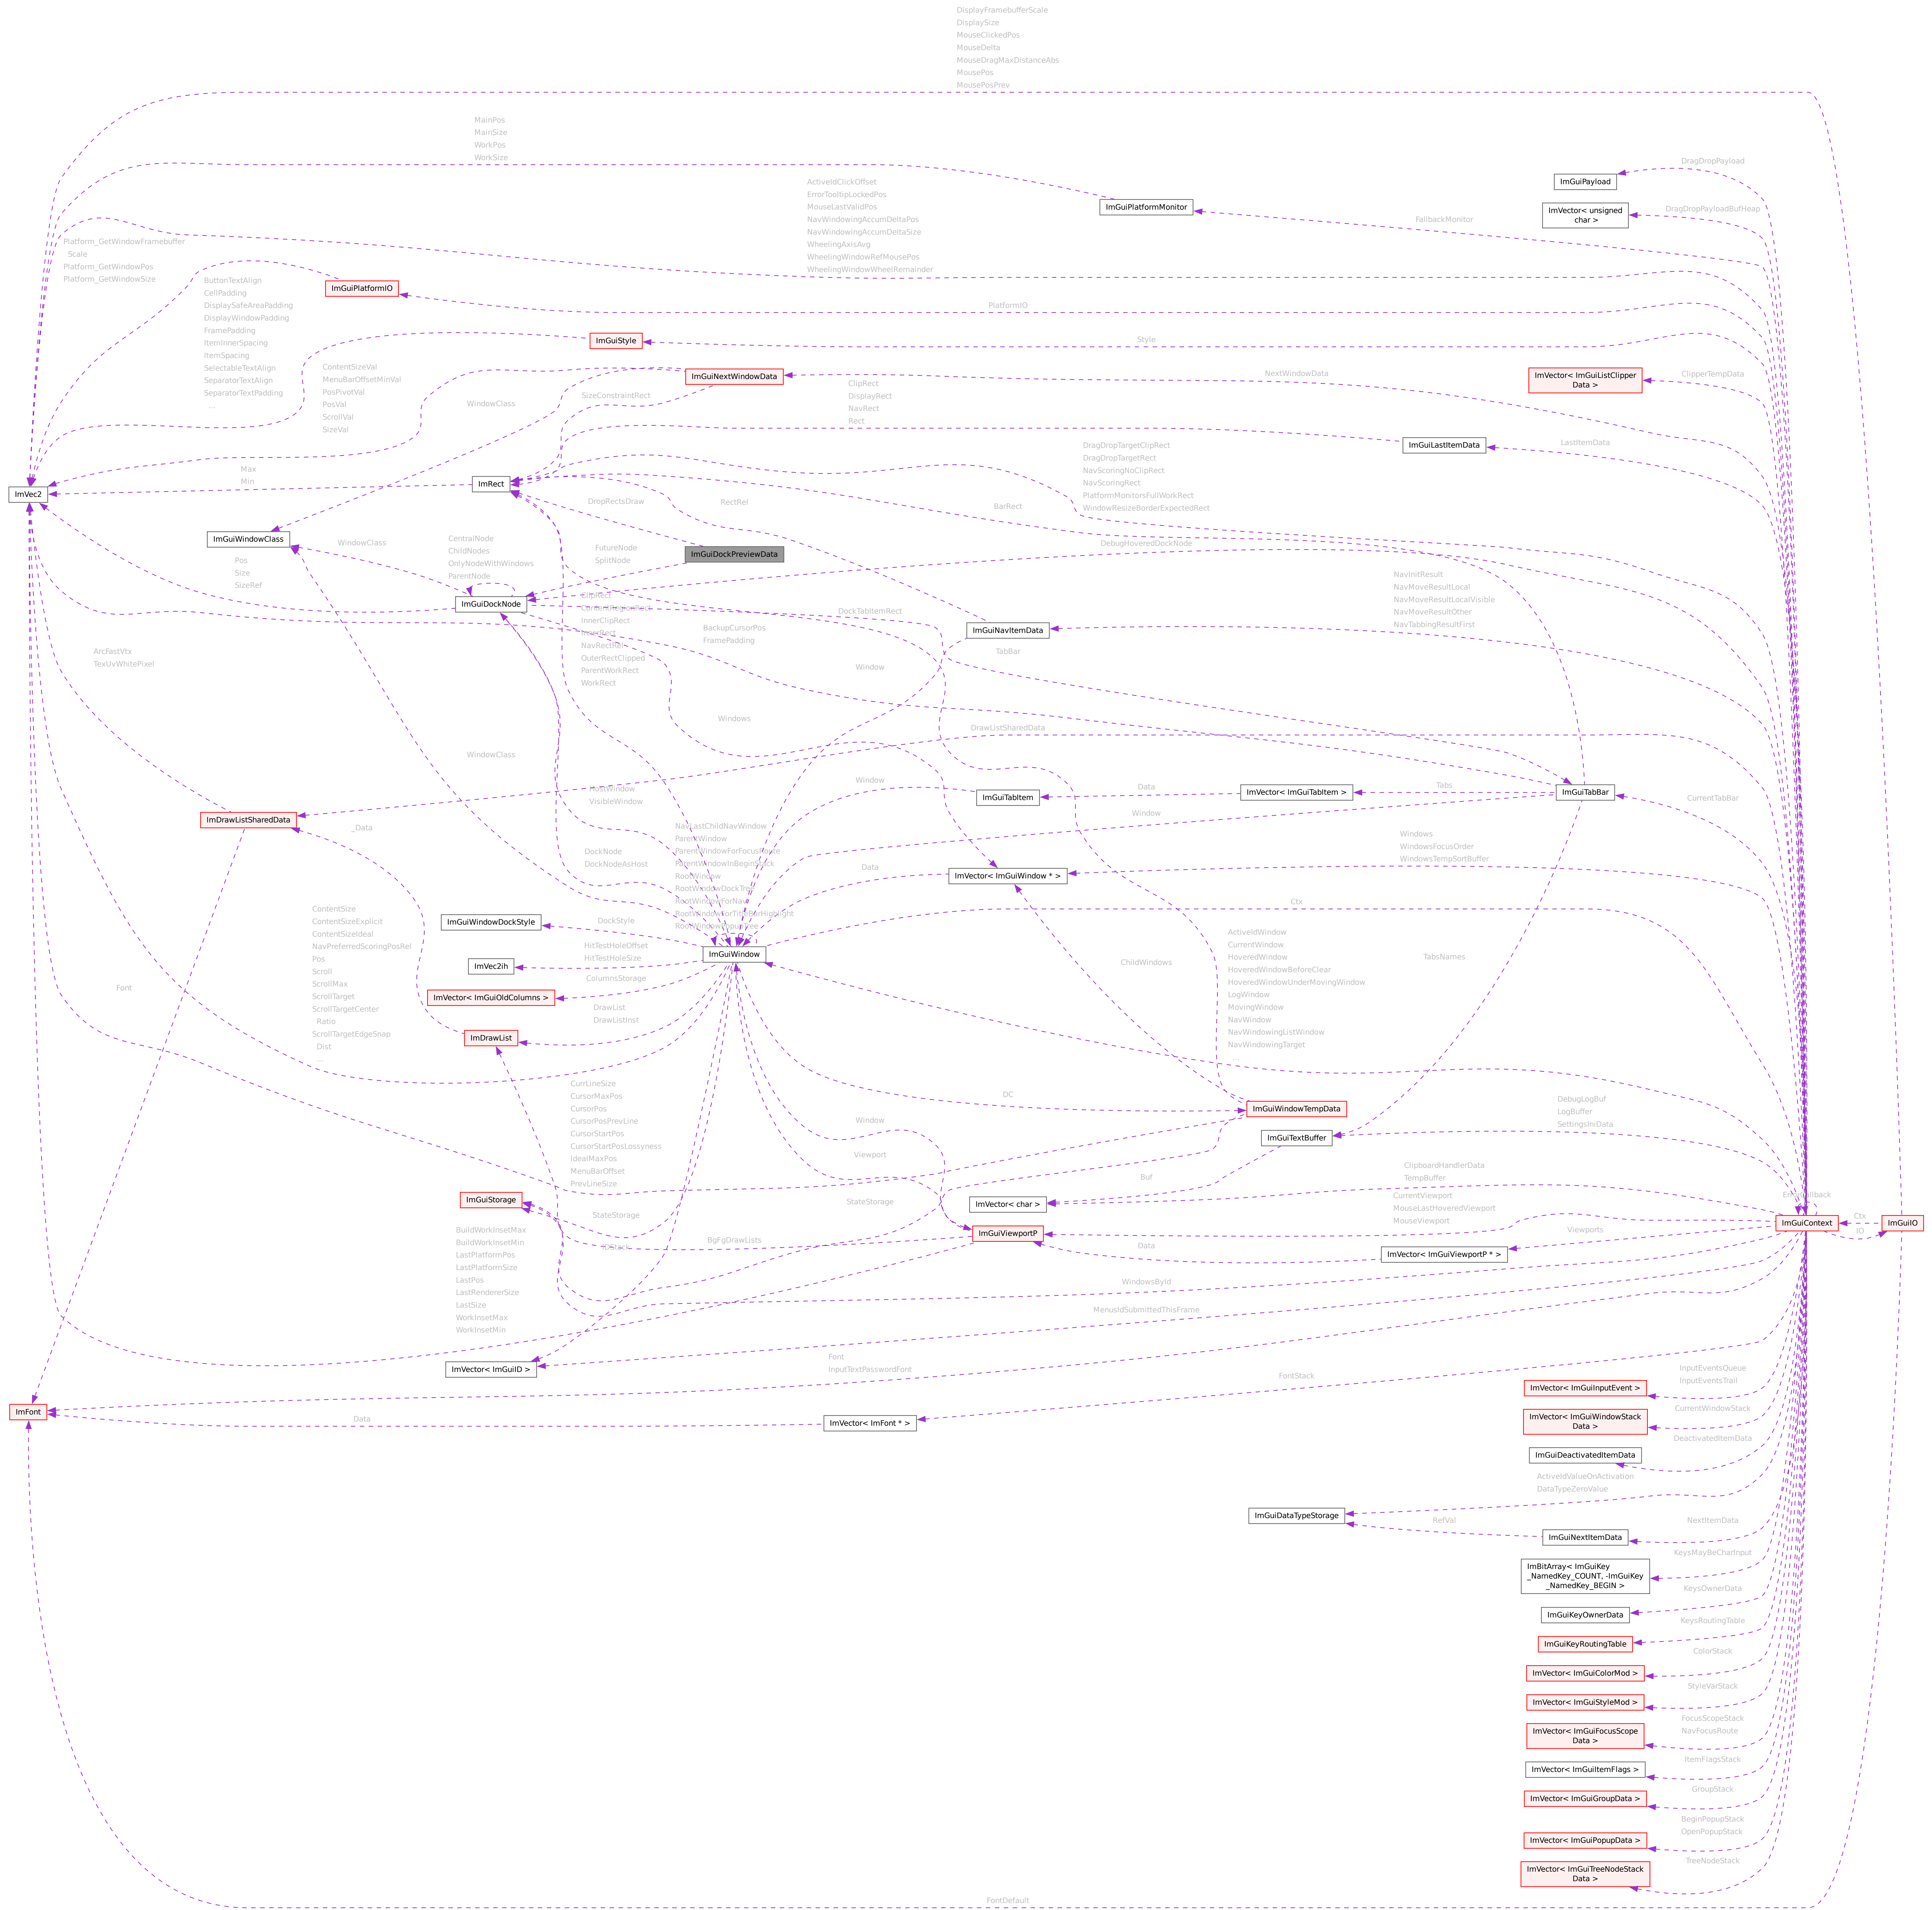 DisplayFramebufferScale
DisplaySize
MouseClickedPos
MouseDelta
MouseDragMaxDistanceAbs
MousePos
MousePosPrev
MainPos
MainSize
WorkPos
WorkSize
DragDropPayload
ImGuiPayload
ActiveIdClickOffset
ErrorTooltipLockedPos
MouseLastValidPos
NavWindowingAccumDeltaPos
NavWindowingAccumDeltaSize
WheelingAxisAvg
WheelingWindowRefMousePos
WheelingWindowWheelRemainder
ImGuiPlatformMonitor
FallbackMonitor
ImVector< unsigned
char >
DragDropPayloadBufHeap
Platform_GetWindowFramebuffer
Scale
Platform_GetWindowPos
Platform_GetWindowSize
ImGuiPlatformIO
PlatformIO
ButtonTextAlign
CellPadding
DisplaySafeAreaPadding
DisplayWindowPadding
FramePadding
ItemInnerSpacing
ItemSpacing
SelectableTextAlign
SeparatorTextAlign
SeparatorTextPadding
...
ImGuiStyle
Style
ContentSizeVal
MenuBarOffsetMinVal
PosPivotVal
PosVal
ScrollVal
SizeVal
ImGuiNextWindowData
NextWindowData
WindowClass
SizeConstraintRect
ClipRect
DisplayRect
NavRect
Rect
ImVector< ImGuiListClipper
Data >
ClipperTempData
ImGuiLastItemData
LastItemData
Max
Min
ImVec2
ImRect
DropRectsDraw
RectRel
DragDropTargetClipRect
DragDropTargetRect
NavScoringNoClipRect
NavScoringRect
PlatformMonitorsFullWorkRect
WindowResizeBorderExpectedRect
BarRect
ImGuiWindowClass
WindowClass
CentralNode
ChildNodes
OnlyNodeWithWindows
ParentNode
FutureNode
SplitNode
ImGuiDockPreviewData
DebugHoveredDockNode
Pos
Size
SizeRef
ImGuiDockNode
ClipRect
ContentRegionRect
InnerClipRect
InnerRect
NavRectRel
OuterRectClipped
ParentWorkRect
WorkRect
DockTabItemRect
BackupCursorPos
FramePadding
ImGuiNavItemData
NavInitResult
NavMoveResultLocal
NavMoveResultLocalVisible
NavMoveResultOther
NavTabbingResultFirst
ArcFastVtx
TexUvWhitePixel
Window
TabBar
Windows
DrawListSharedData
WindowClass
HostWindow
VisibleWindow
Window
ImGuiTabItem
Data
ImVector< ImGuiTabItem >
Tabs
ImGuiTabBar
CurrentTabBar
ImDrawListSharedData
_Data
Window
NavLastChildNavWindow
ParentWindow
ParentWindowForFocusRoute
ParentWindowInBeginStack
RootWindow
RootWindowDockTree
RootWindowForNav
RootWindowForTitleBarHighlight
RootWindowPopupTree
DockNode
DockNodeAsHost
Data
ImVector< ImGuiWindow * >
Windows
WindowsFocusOrder
WindowsTempSortBuffer
Ctx
ContentSize
ContentSizeExplicit
ContentSizeIdeal
NavPreferredScoringPosRel
Pos
Scroll
ScrollMax
ScrollTarget
ScrollTargetCenter
Ratio
ScrollTargetEdgeSnap
Dist
...
ImGuiWindowDockStyle
DockStyle
ImGuiWindow
ImVec2ih
HitTestHoleOffset
HitTestHoleSize
ImVector< ImGuiOldColumns >
ColumnsStorage
ImDrawList
DrawList
DrawListInst
Font
ChildWindows
ActiveIdWindow
CurrentWindow
HoveredWindow
HoveredWindowBeforeClear
HoveredWindowUnderMovingWindow
LogWindow
MovingWindow
NavWindow
NavWindowingListWindow
NavWindowingTarget
...
TabsNames
CurrLineSize
CursorMaxPos
CursorPos
CursorPosPrevLine
CursorStartPos
CursorStartPosLossyness
IdealMaxPos
MenuBarOffset
PrevLineSize
DC
ImGuiWindowTempData
Window
Viewport
ImGuiTextBuffer
DebugLogBuf
LogBuffer
SettingsIniData
Buf
ClipboardHandlerData
TempBuffer
ImGuiStorage
StateStorage
StateStorage
ImVector< char >
CurrentViewport
MouseLastHoveredViewport
MouseViewport
ErrorFallback
ImGuiContext
Ctx
IO
ImGuiIO
IDStack
BgFgDrawLists
ImGuiViewportP
Data
ImVector< ImGuiViewportP * >
Viewports
BuildWorkInsetMax
BuildWorkInsetMin
LastPlatformPos
LastPlatformSize
LastPos
LastRendererSize
LastSize
WorkInsetMax
WorkInsetMin
WindowsById
MenusIdSubmittedThisFrame
ImVector< ImGuiID >
Font
InputTextPasswordFont
FontStack
ImFont
Data
ImVector< ImFont * >
ImVector< ImGuiInputEvent >
InputEventsQueue
InputEventsTrail
ImVector< ImGuiWindowStack
Data >
CurrentWindowStack
ImGuiDeactivatedItemData
DeactivatedItemData
ActiveIdValueOnActivation
DataTypeZeroValue
ImGuiDataTypeStorage
RefVal
ImGuiNextItemData
NextItemData
ImBitArray< ImGuiKey
_NamedKey_COUNT, -ImGuiKey
_NamedKey_BEGIN >
KeysMayBeCharInput
ImGuiKeyOwnerData
KeysOwnerData
ImGuiKeyRoutingTable
KeysRoutingTable
ImVector< ImGuiColorMod >
ColorStack
ImVector< ImGuiStyleMod >
StyleVarStack
ImVector< ImGuiFocusScope
Data >
FocusScopeStack
NavFocusRoute
ImVector< ImGuiItemFlags >
ItemFlagsStack
ImVector< ImGuiGroupData >
GroupStack
ImVector< ImGuiPopupData >
BeginPopupStack
OpenPopupStack
ImVector< ImGuiTreeNodeStack
Data >
TreeNodeStack
FontDefault